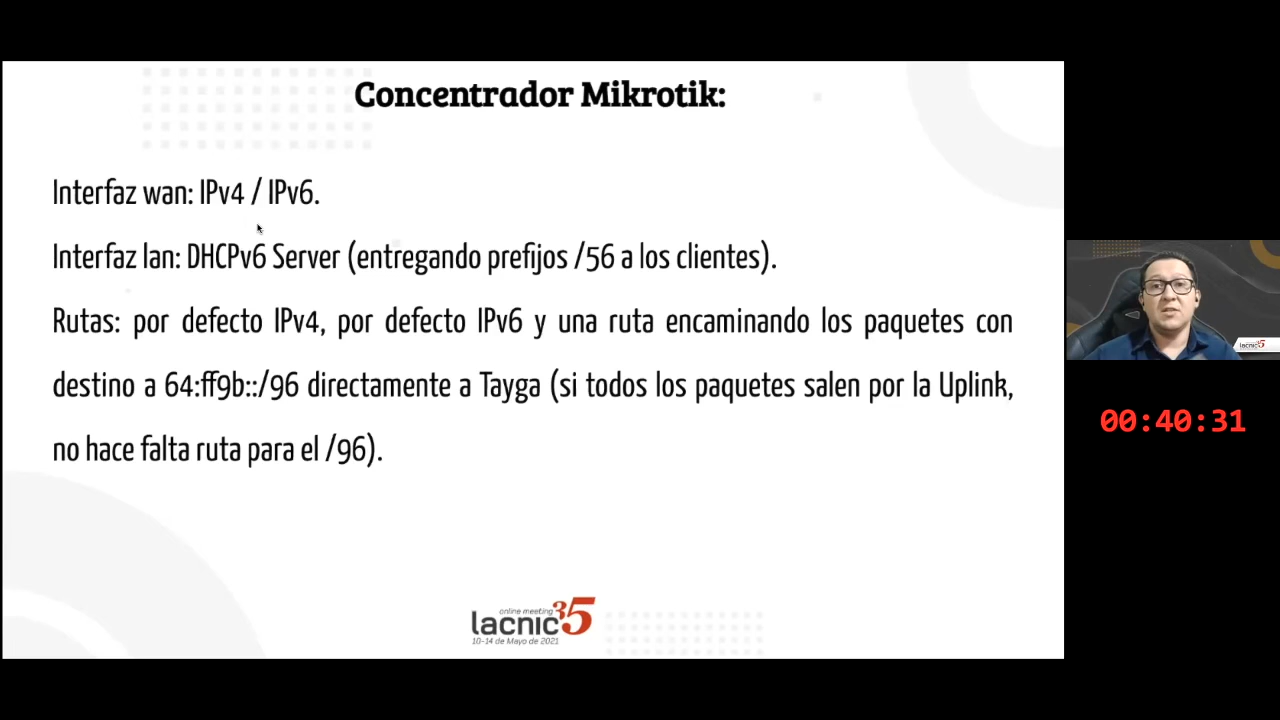 Concentrador Mikrotik:
Interfaz wan: IPv4 / IPv6.
Interfaz lan: DHCPv6 Server (entregando prefijos /56 a los clientes).
Rutas: por defecto IPv4, por defecto IPv6 y una ruta encaminando los paquetes con
destino a 64:ff9b::/96 directamente a Tayga (si todos los paquetes salen por la Uplink,
no hace falta ruta para el /96).
lacnic35
00:40:31
online meeting
lacnic35
10-14 de Mayo de 2021